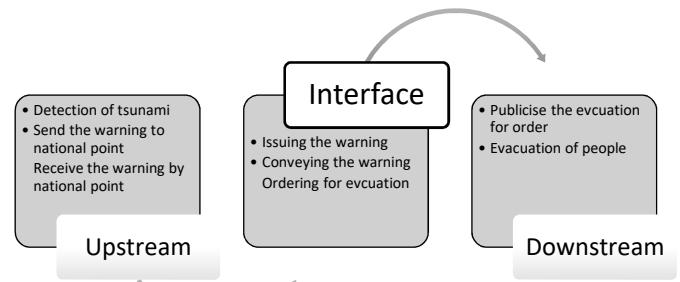 • Detection of tsunami
• Send the warning to
national point
Receive the warning by
national point
Upstream
Interface
• Issuing the warning
• Conveying the warning
Ordering for evcuation
• Publicise the evcuation
for order
• Evacuation of people
Downstream